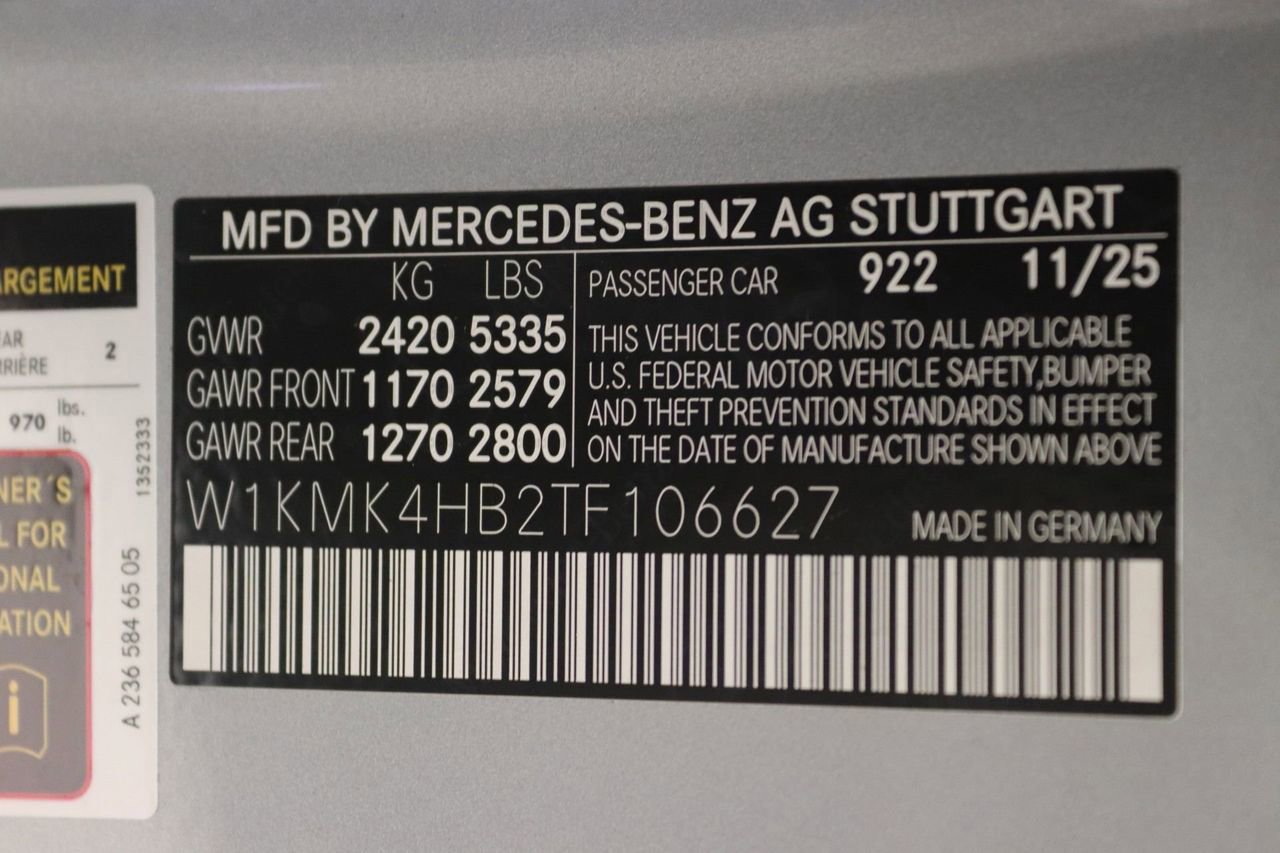 ARGEMENT
AR
RIÈRE
2
970 lbs.
lb.
NER´S
L FOR
ONAL
ATION
i
1352333
A 236 584 65 05
MFD BY MERCEDES-BENZ AG STUTTGART
KG LBS
GVWR 2420 5335
GAWR FRONT 1170 2579
GAWR REAR 1270 2800
PASSENGER CAR 922 11/25
THIS VEHICLE CONFORMS TO ALL APPLICABLE
U.S. FEDERAL MOTOR VEHICLE SAFETY,BUMPER
AND THEFT PREVENTION STANDARDS IN EFFECT
ON THE DATE OF MANUFACTURE SHOWN ABOVE
W1KMK4HB2TF106627
MADE IN GERMANY